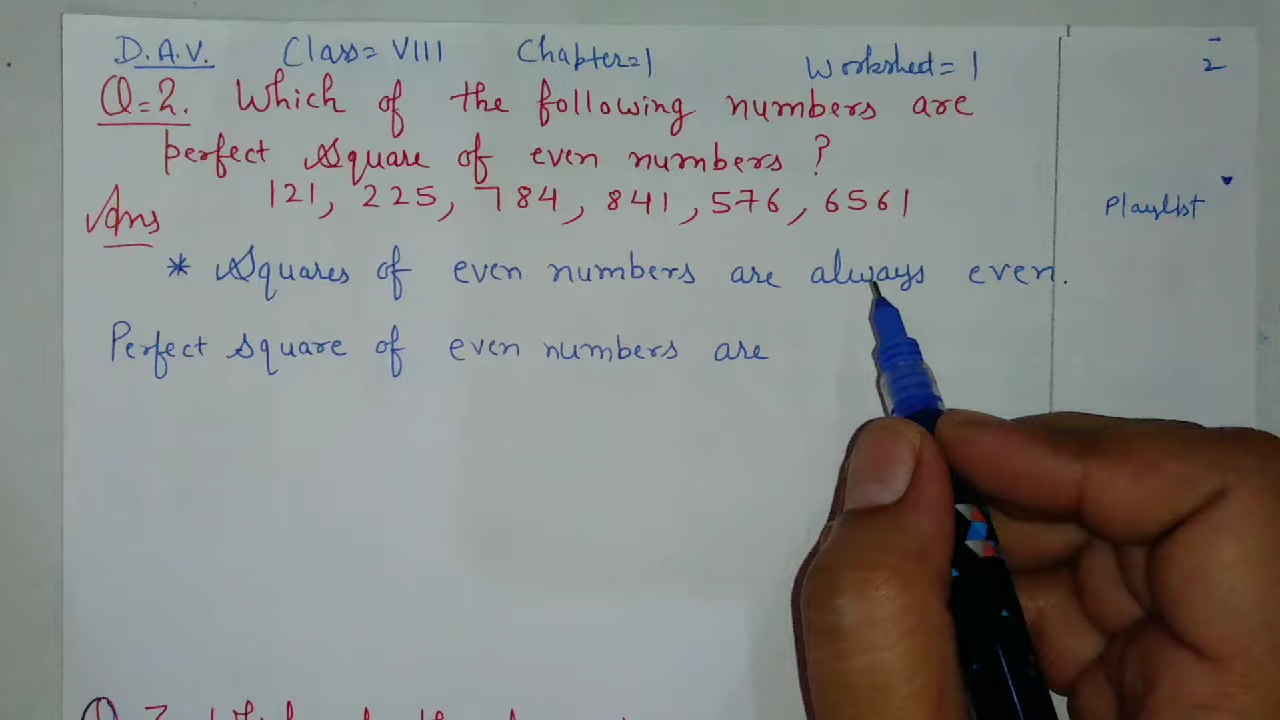 D.A.V. Class= VIII Chapter=1 Worksheet= 1
Q=2. Which of the following numbers are
perfect square of even numbers ?
Ans 121, 225, 784, 841, 576, 6561
* Squares of even numbers are always even.
Perfect square of even numbers are
2
Playlist